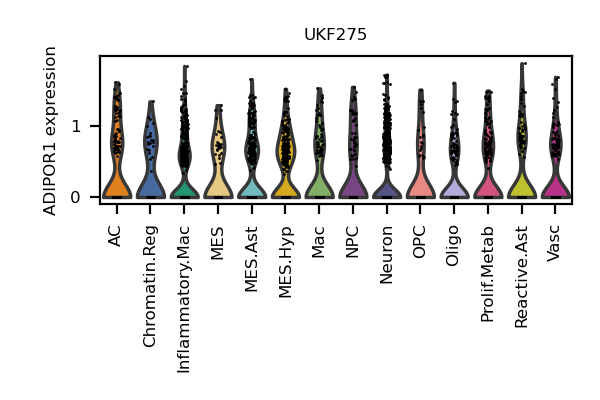 UKF275
ADIPOR1 expression
1
0
AC
Chromatin.Reg
Inflammatory.Mac
MES
MES.Ast
MES.Hyp
Mac
NPC
Neuron
OPC
Oligo
Prolif.Metab
Reactive.Ast
Vasc